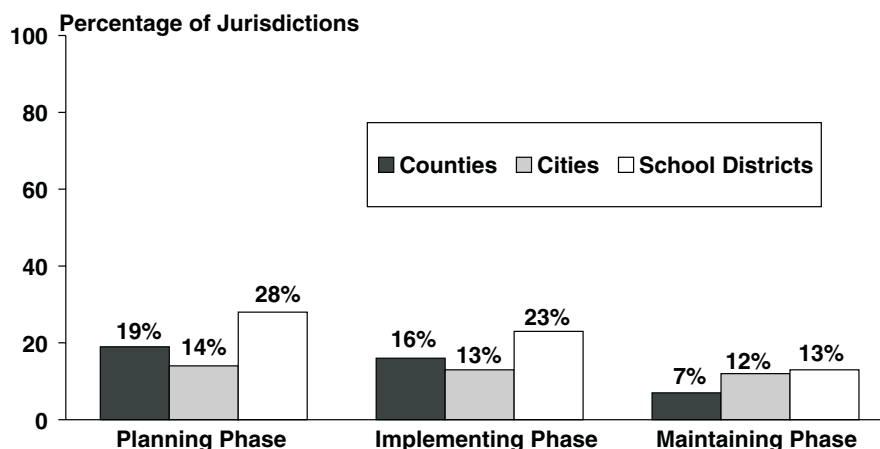 Percentage of Jurisdictions
100
80
Counties Cities School Districts
60
40
28%
19% 14% 16% 13% 23%
20
7% 12% 13%
0
Planning Phase Implementing Phase Maintaining Phase